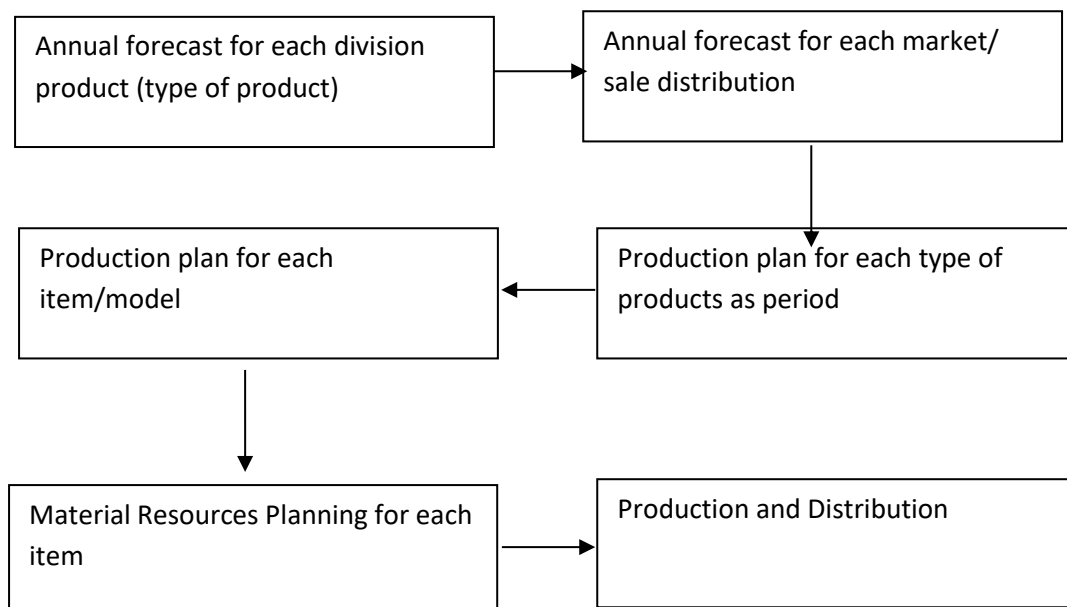 Annual forecast for each division
product (type of product)
Annual forecast for each market/
sale distribution
Production plan for each
item/model
Production plan for each type of
products as period
Material Resources Planning for each
item
Production and Distribution